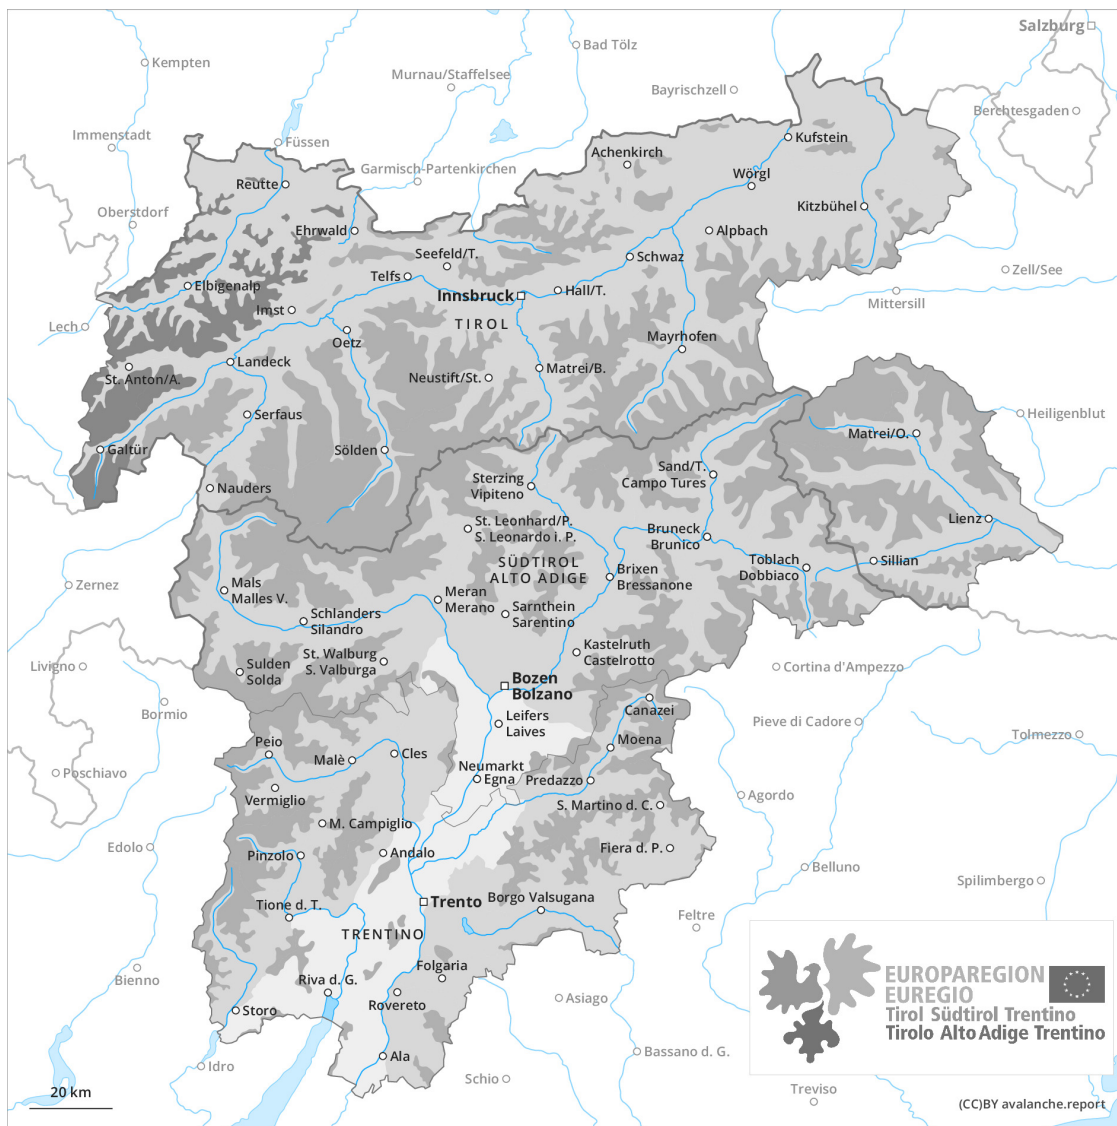 Salzburg
Bad Tölz
Kempten
Murnau/Staffelsee
Bayrischzell
Berchtesgaden
Immenstadt
Füssen
Kufstein
Achenkirch
Garmisch-Partenkirchen
Wörgl
Reutte
Kitzbühel
Oberstdorf
Ehrwald
Alpbach
Seefeld/T.
Schwaz
Zell/See
Telfs
Elbigenalp
Innsbruck
Hall/T.
Mittersill
Imst
TIROL
Lech
Oetz
Mayrhofen
Landeck
Matrei/B.
St. Anton/A.
Neustift/St.
Serfaus
Heiligenblut
Matrei/O.
Galtür
Sölden
Sand/T.
Campo Tures
Sterzing
Vipiteno
Nauders
Lienz
St. Leonhard/P.
S. Leonardo i. P.
Bruneck
Brunico
SÜDTIROL
ALTO ADIGE
Toblach
Dobbiaco
Sillian
Brixen
Bressanone
Zernez
Mals
Malles V.
Meran
Merano
Schlanders
Silandro
Sarnthein
Sarentino
Kastelruth
Castelrotto
St. Walburg
S. Valburga
Livigno
Sulden
Solda
Cortina d'Ampezzo
Bozen
Bolzano
Bormio
Canazei
Leifers
Laives
Pieve di Cadore
Tolmezzo
Peio
Moena
Malè
Cles
Neumarkt
Egna
Poschiavo
Predazzo
Vermiglio
Agordo
S. Martino d. C.
M. Campiglio
Edolo
Fiera d. P.
Pinzolo
Andalo
Belluno
Spilimbergo
Borgo Valsugana
Trento
Tione d. T.
Feltre
TRENTINO
Bienno
Folgaria
Riva d. G.
Rovereto
Asiago
Storo
EUROPAREGION
EUREGIO
Tirol Südtirol Trentino
Tirolo Alto Adige Trentino
Ala
Bassano d. G.
Idro
Schio
Treviso
20 km
(CC)BY avalanche.report